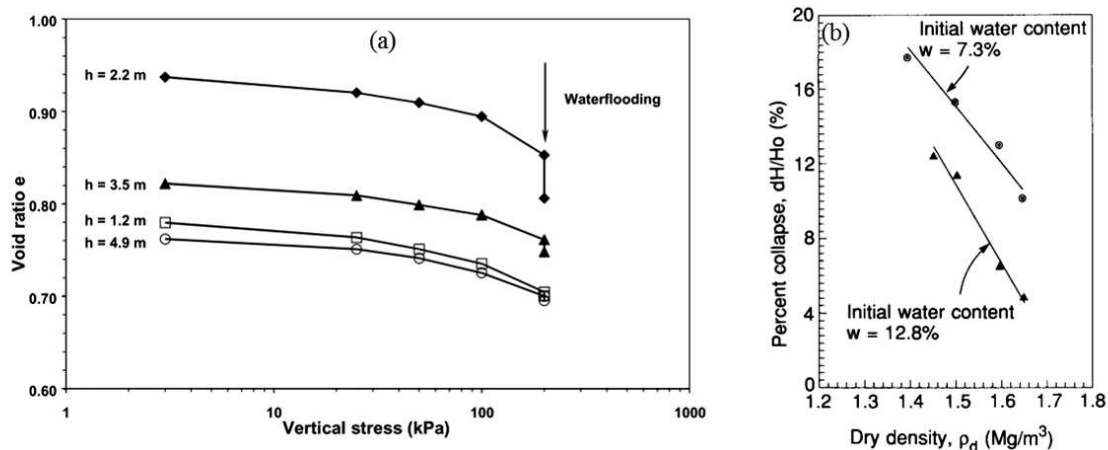 (a)
1.00
0.90
0.80
0.70
0.60
Void ratio e
h = 2.2 m
h = 3.5 m
h = 1.2 m
h = 4.9 m
Waterflooding
1
10
100
1000
Vertical stress (kPa)
(b)
20
16
12
8
4
0
Percent collapse, dH/Ho (%)
Initial water content
w = 7.3%
Initial water content
w = 12.8%
1.2
1.4
1.5
1.6
1.7
1.8
Dry density, ρd (Mg/m³)